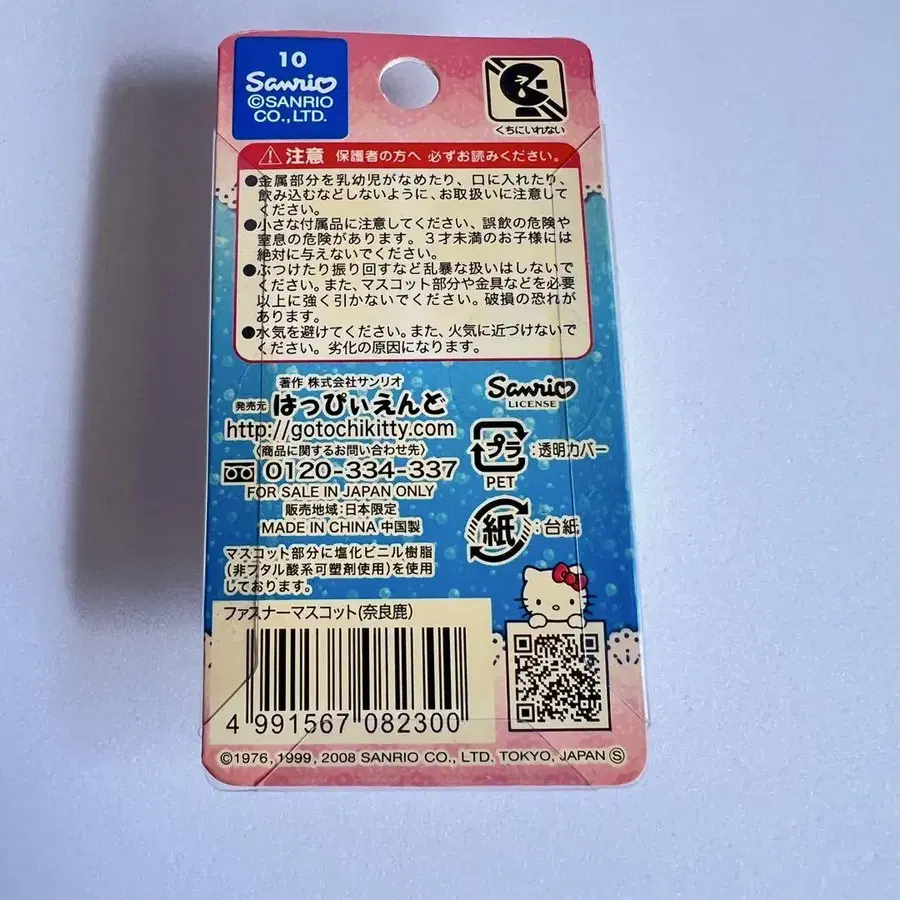 10
Sanrio
©SANRIO
CO.,LTD.
くちにいれない
注意 保護者の方へ 必ずお読みください。
●金属部分を乳幼児がなめたり、口に入れたり、
飲み込むなどしないように、お取扱いに注意して
ください。
●小さな付属品に注意してください、誤飲の危険や
窒息の危険があります。3才未満のお子様には
絶対に与えないでください。
●ぶつけたり振り回すなど乱暴な扱いはしないで
ください。また、マスコット部分や金具などを必要
以上に強く引かないでください。破損の恐れが
あります。
●水気を避けてください。また、火気に近づけないで
ください。劣化の原因になります。
著作 株式会社サンリオ
発売元 はっぴぃえんど
http://gotochikitty.com
〈商品に関するお問い合わせ先〉
0120-334-337
FOR SALE IN JAPAN ONLY
販売地域:日本限定
MADE IN CHINA 中国製
Sanrio
LICENSE
プラ :透明カバー
PET
紙 :台紙
マスコット部分に塩化ビニル樹脂
(非フタル酸系可塑剤使用)を使用
しております。
ファスナーマスコット(奈良鹿)
4 991567 082300
©1976, 1999, 2008 SANRIO CO., LTD. TOKYO, JAPAN Ⓢ